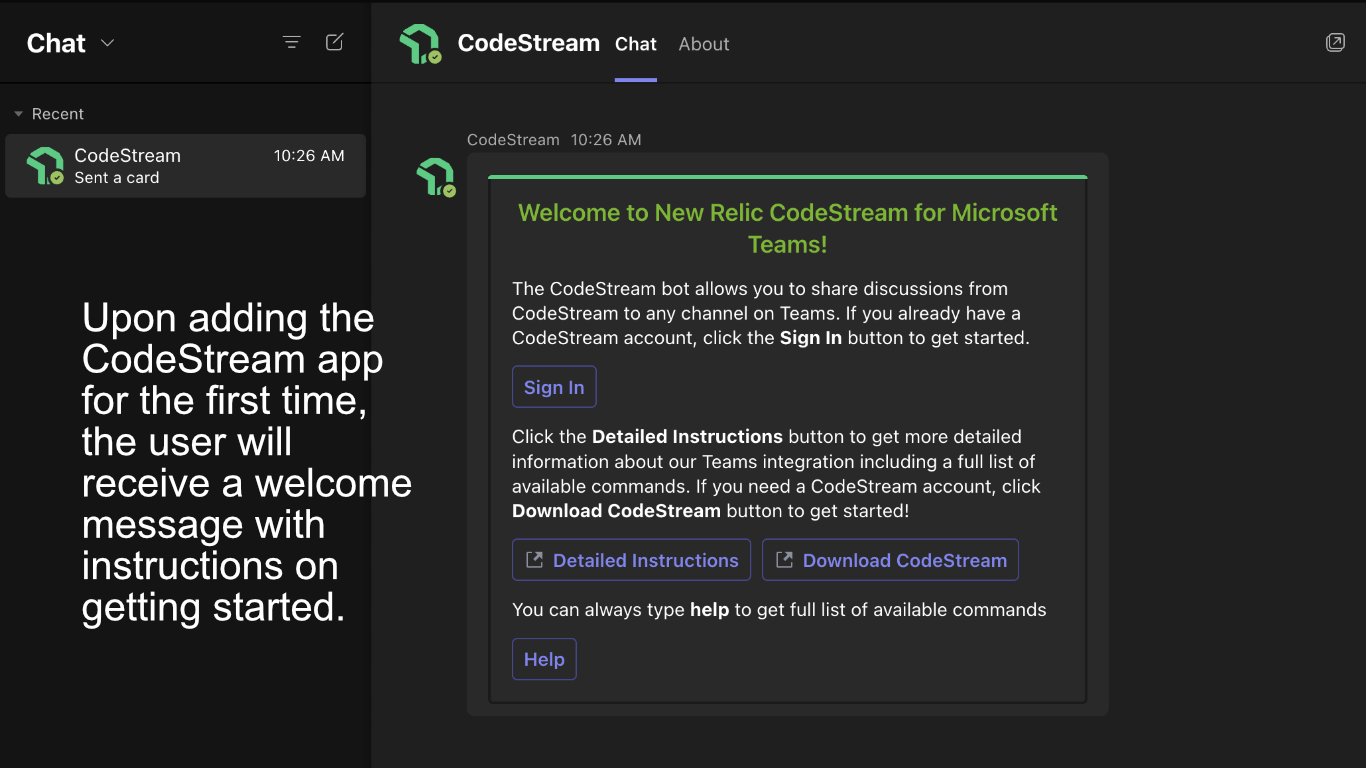 Chat
CodeStream
Chat
About
Recent
CodeStream
10:26 AM
Sent a card
Upon adding the
CodeStream app
for the first time,
the user will
receive a welcome
message with
instructions on
getting started.
CodeStream 10:26 AM
Welcome to New Relic CodeStream for Microsoft
Teams!
The CodeStream bot allows you to share discussions from
CodeStream to any channel on Teams. If you already have a
CodeStream account, click the Sign In button to get started.
Sign In
Click the Detailed Instructions button to get more detailed
information about our Teams integration including a full list of
available commands. If you need a CodeStream account, click
Download CodeStream button to get started!
Detailed Instructions
Download CodeStream
You can always type help to get full list of available commands
Help